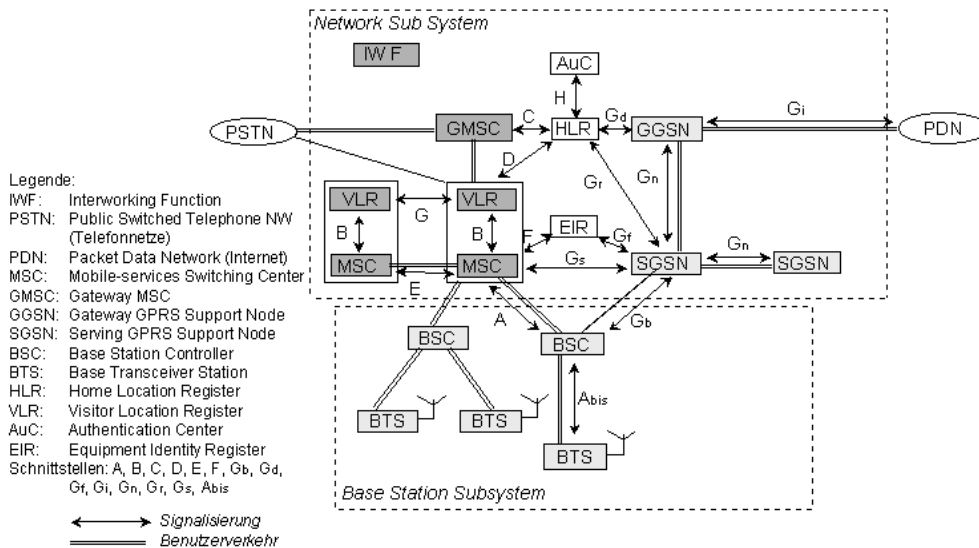 Network Sub System
IWF
AuC
H
PSTN
GMSC
C
HLR
Gd
GGSN
Gi
PDN
D
Gr
Gn
Legende:
IWF: Interworking Function
PSTN: Public Switched Telephone NW
(Telefonnetze)
PDN: Packet Data Network (Internet)
MSC: Mobile-services Switching Center
GMSC: Gateway MSC
GGSN: Gateway GPRS Support Node
SGSN: Serving GPRS Support Node
BSC: Base Station Controller
BTS: Base Transceiver Station
HLR: Home Location Register
VLR: Visitor Location Register
AuC: Authentication Center
EIR: Equipment Identity Register
Schnittstellen: A, B, C, D, E, F, Gb, Gd,
Gf, Gi, Gn, Gr, Gs, Abis
Signalisierung
Benutzerverkehr
VLR
G
VLR
B
B
F
EIR
Gf
MSC
E
MSC
Gs
SGSN
Gn
SGSN
A
Gb
BSC
BSC
Abis
BTS
BTS
BTS
Base Station Subsystem